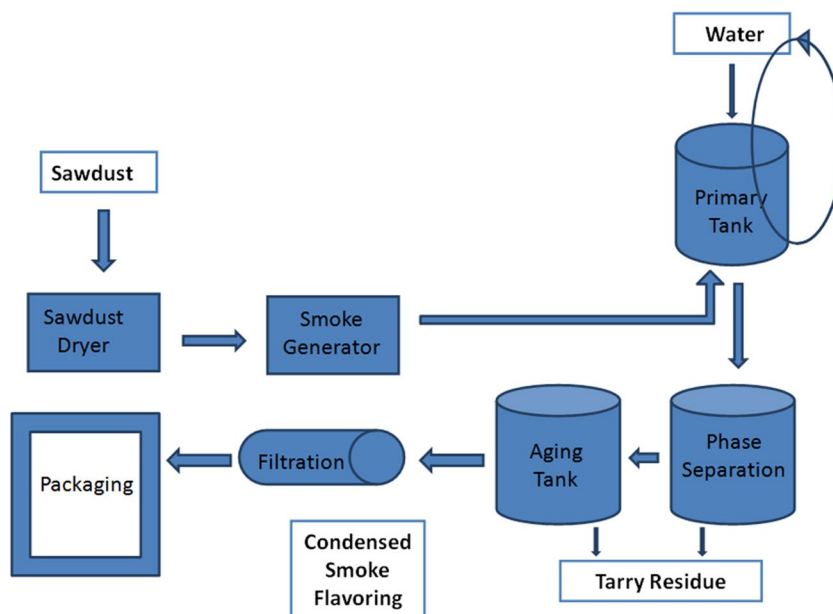 Water
Sawdust
Primary
Tank
Sawdust
Dryer
Smoke
Generator
Packaging
Filtration
Aging
Tank
Phase
Separation
Condensed
Smoke
Flavoring
Tarry Residue